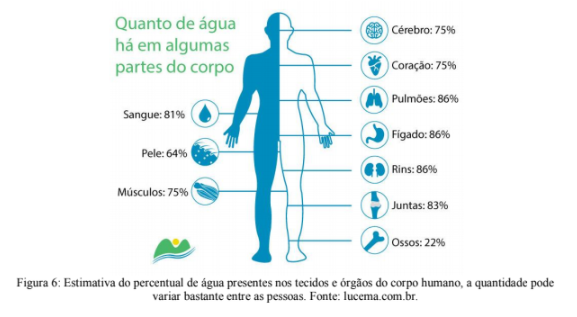 Quanto de água
há em algumas
partes do corpo
Sangue: 81%
Pele: 64%
Músculos: 75%
Cérebro: 75%
Coração: 75%
Pulmões: 86%
Fígado: 86%
Rins: 86%
Juntas: 83%
Ossos: 22%
Figura 6: Estimativa do percentual de água presentes nos tecidos e órgãos do corpo humano, a quantidade pode
variar bastante entre as pessoas. Fonte: lucema.com.br.